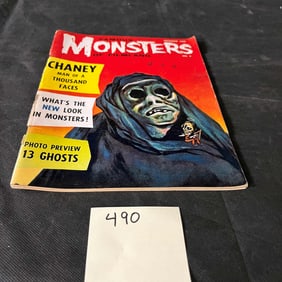 MONSTERS
CHANEY
MAN OF A
THOUSAND
FACES
WHAT'S THE
NEW LOOK
IN MONSTERS!
PHOTO PREVIEW
13 GHOSTS
490